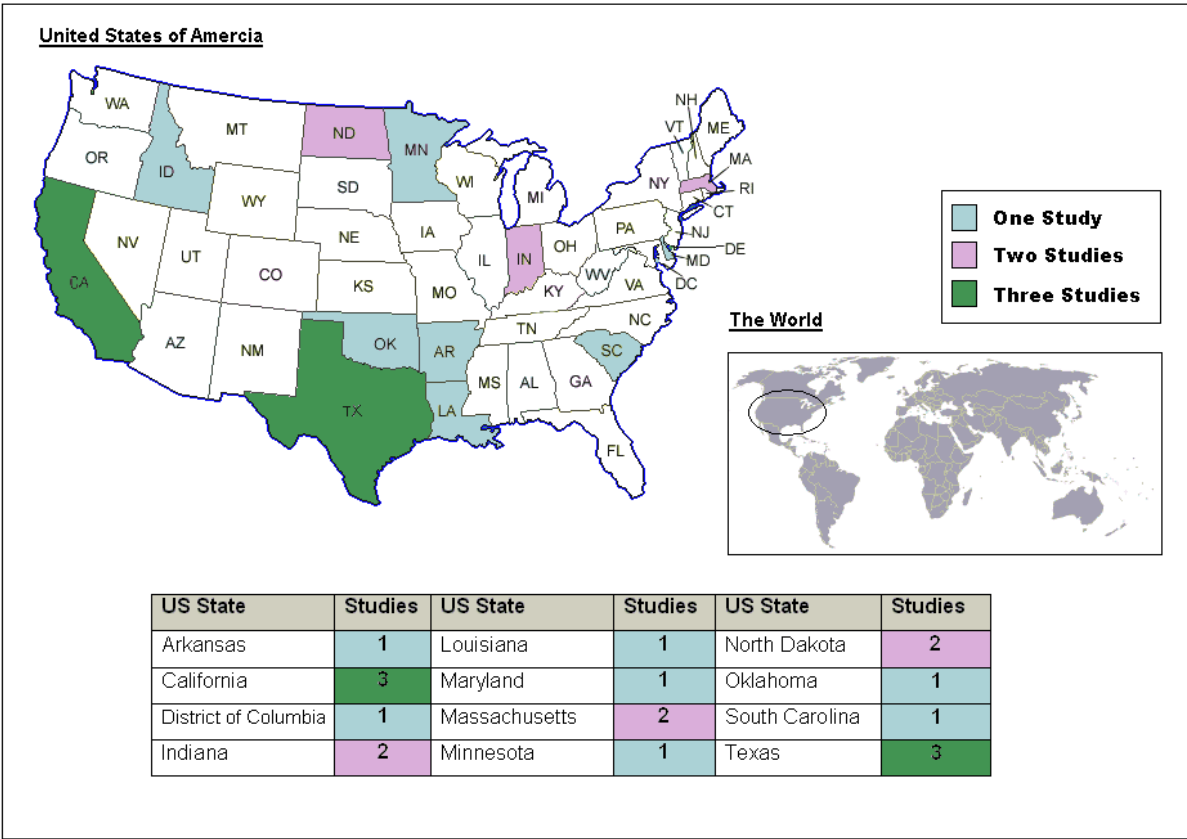 United States of Amercia
WA
MT
ND
MN
OR
ID
WY
SD
WI
MI
NH
VT
ME
MA
NY
RI
CT
NV
UT
CO
NE
IA
IL
IN
OH
PA
NJ
DE
MD
DC
CA
KS
MO
KY
WV
VA
AZ
NM
OK
AR
TN
NC
SC
TX
LA
MS
AL
GA
FL
One Study
Two Studies
Three Studies
The World
US State Studies US State Studies US State Studies
Arkansas 1 Louisiana 1 North Dakota 2
California 3 Maryland 1 Oklahoma 1
District of Columbia 1 Massachusetts 2 South Carolina 1
Indiana 2 Minnesota 1 Texas 3